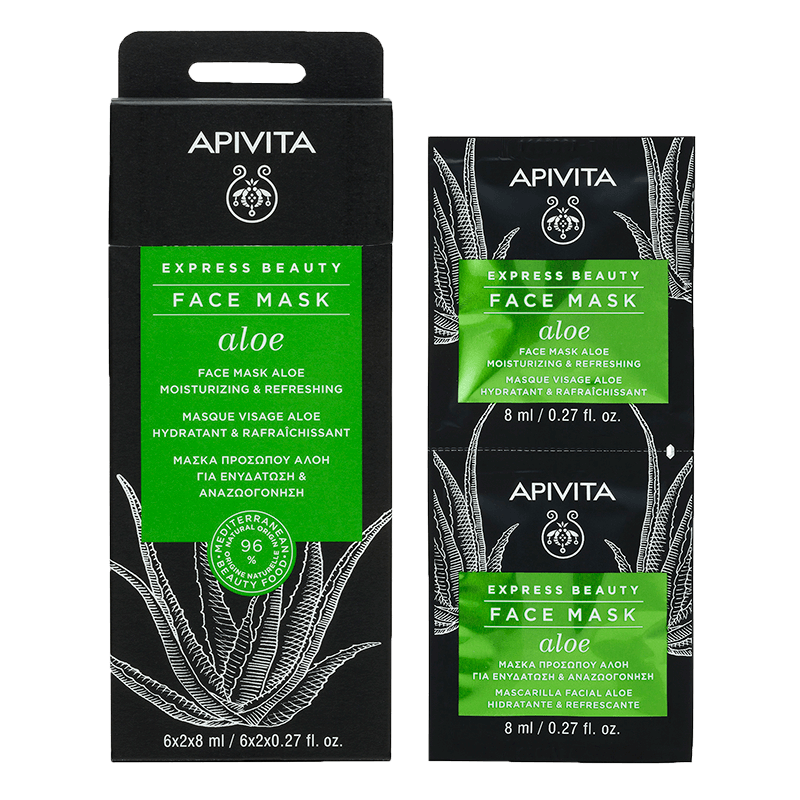 APIVITA
EXPRESS BEAUTY
FACE MASK
aloe
FACE MASK ALOE
MOISTURIZING & REFRESHING
MASQUE VISAGE ALOE
HYDRATANT & RAFRAÎCHISSANT
ΜΑΣΚΑ ΠΡΟΣΩΠΟΥ ΑΛΟΗ
ΓΙΑ ΕΝΥΔΑΤΩΣΗ &
ΑΝΑΖΩΟΓΟΝΗΣΗ
MEDITERRANEAN
NATURAL ORIGIN
96
%
ORIGINE NATURELLE
BEAUTY FOOD
6x2x8 ml / 6x2x0.27 fl. oz.
APIVITA
EXPRESS BEAUTY
FACE MASK
aloe
FACE MASK ALOE
MOISTURIZING & REFRESHING
MASQUE VISAGE ALOE
HYDRATANT & RAFRAÎCHISSANT
8 ml / 0.27 fl. oz.
APIVITA
EXPRESS BEAUTY
FACE MASK
aloe
ΜΑΣΚΑ ΠΡΟΣΩΠΟΥ ΑΛΟΗ
ΓΙΑ ΕΝΥΔΑΤΩΣΗ & ΑΝΑΖΩΟΓΟΝΗΣΗ
MASCARILLA FACIAL ALOE
HIDRATANTE & REFRESCANTE
8 ml / 0.27 fl. oz.